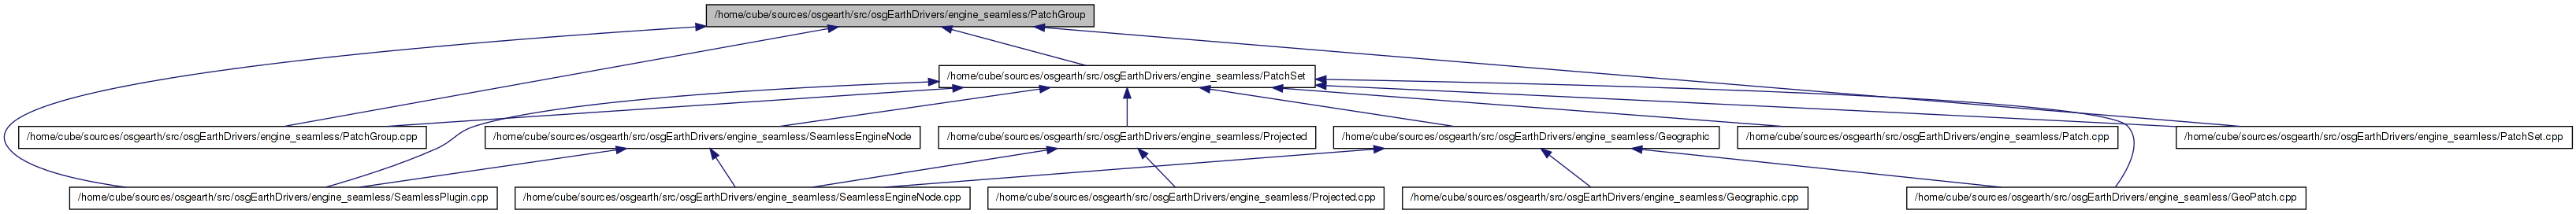 /home/cube/sources/osgearth/src/osgEarthDrivers/engine_seamless/PatchGroup
/home/cube/sources/osgearth/src/osgEarthDrivers/engine_seamless/PatchSet
/home/cube/sources/osgearth/src/osgEarthDrivers/engine_seamless/PatchGroup.cpp
/home/cube/sources/osgearth/src/osgEarthDrivers/engine_seamless/SeamlessEngineNode
/home/cube/sources/osgearth/src/osgEarthDrivers/engine_seamless/Projected
/home/cube/sources/osgearth/src/osgEarthDrivers/engine_seamless/Geographic
/home/cube/sources/osgearth/src/osgEarthDrivers/engine_seamless/Patch.cpp
/home/cube/sources/osgearth/src/osgEarthDrivers/engine_seamless/PatchSet.cpp
/home/cube/sources/osgearth/src/osgEarthDrivers/engine_seamless/SeamlessPlugin.cpp
/home/cube/sources/osgearth/src/osgEarthDrivers/engine_seamless/SeamlessEngineNode.cpp
/home/cube/sources/osgearth/src/osgEarthDrivers/engine_seamless/Projected.cpp
/home/cube/sources/osgearth/src/osgEarthDrivers/engine_seamless/Geographic.cpp
/home/cube/sources/osgearth/src/osgEarthDrivers/engine_seamless/GeoPatch.cpp